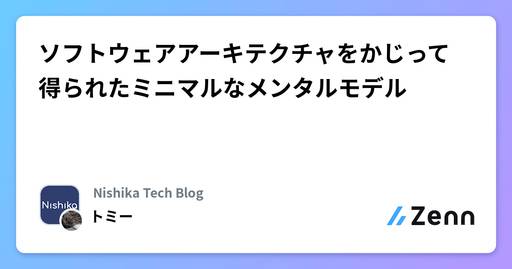 ソフトウェアアーキテクチャをかじって
得られたミニマルなメンタルモデル
Nishika
Nishika Tech Blog
トミー
Zenn